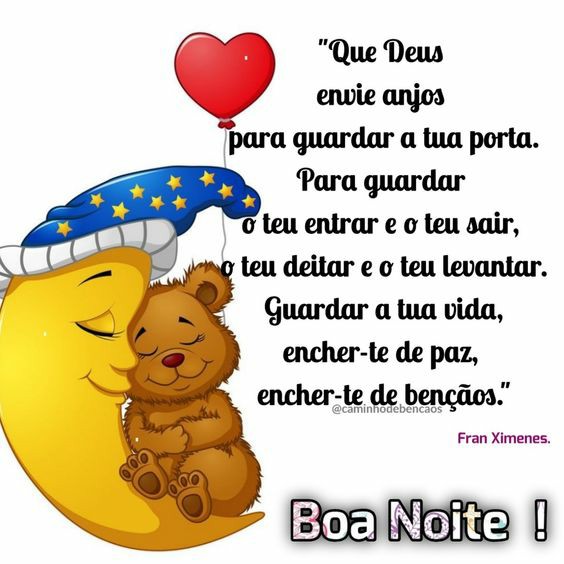 "Que Deus
envie anjos
para guardar a tua porta.
Para guardar
o teu entrar e o teu sair,
o teu deitar e o teu levantar.
Guardar a tua vida,
encher-te de paz,
encher-te de bençãos."
@caminhodebencaos
Fran Ximenes.
Boa Noite !